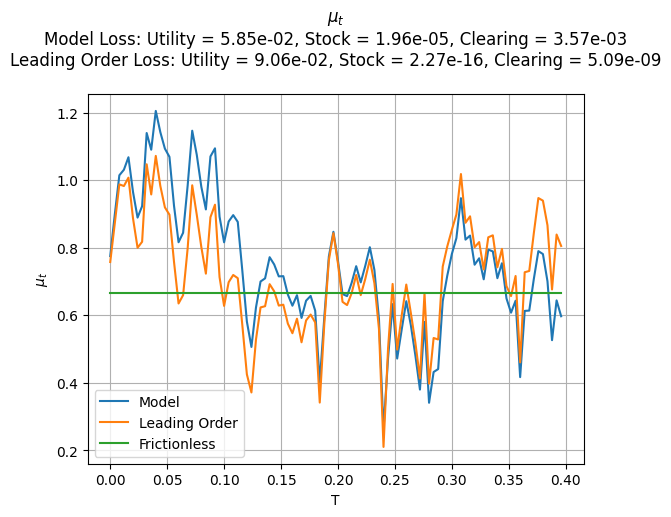 μt
Model Loss: Utility = 5.85e-02, Stock = 1.96e-05, Clearing = 3.57e-03
Leading Order Loss: Utility = 9.06e-02, Stock = 2.27e-16, Clearing = 5.09e-09
1.2
1.0
0.8
0.6
0.4
0.2
μt
Model
Leading Order
Frictionless
0.00 0.05 0.10 0.15 0.20 0.25 0.30 0.35 0.40
T